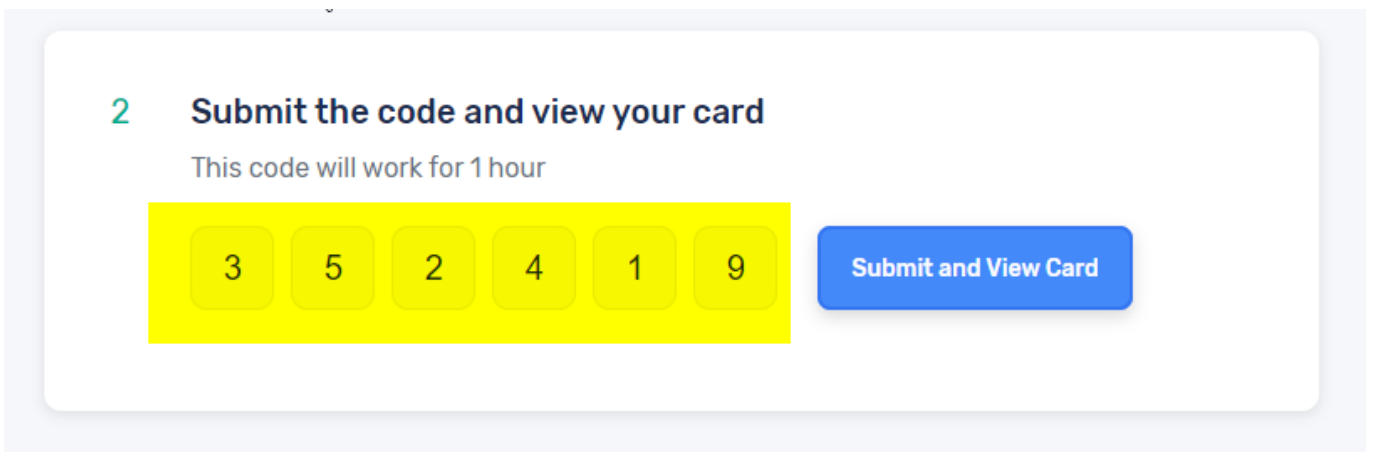 2 Submit the code and view your card
This code will work for 1 hour
3 5 2 4 1 9 Submit and View Card